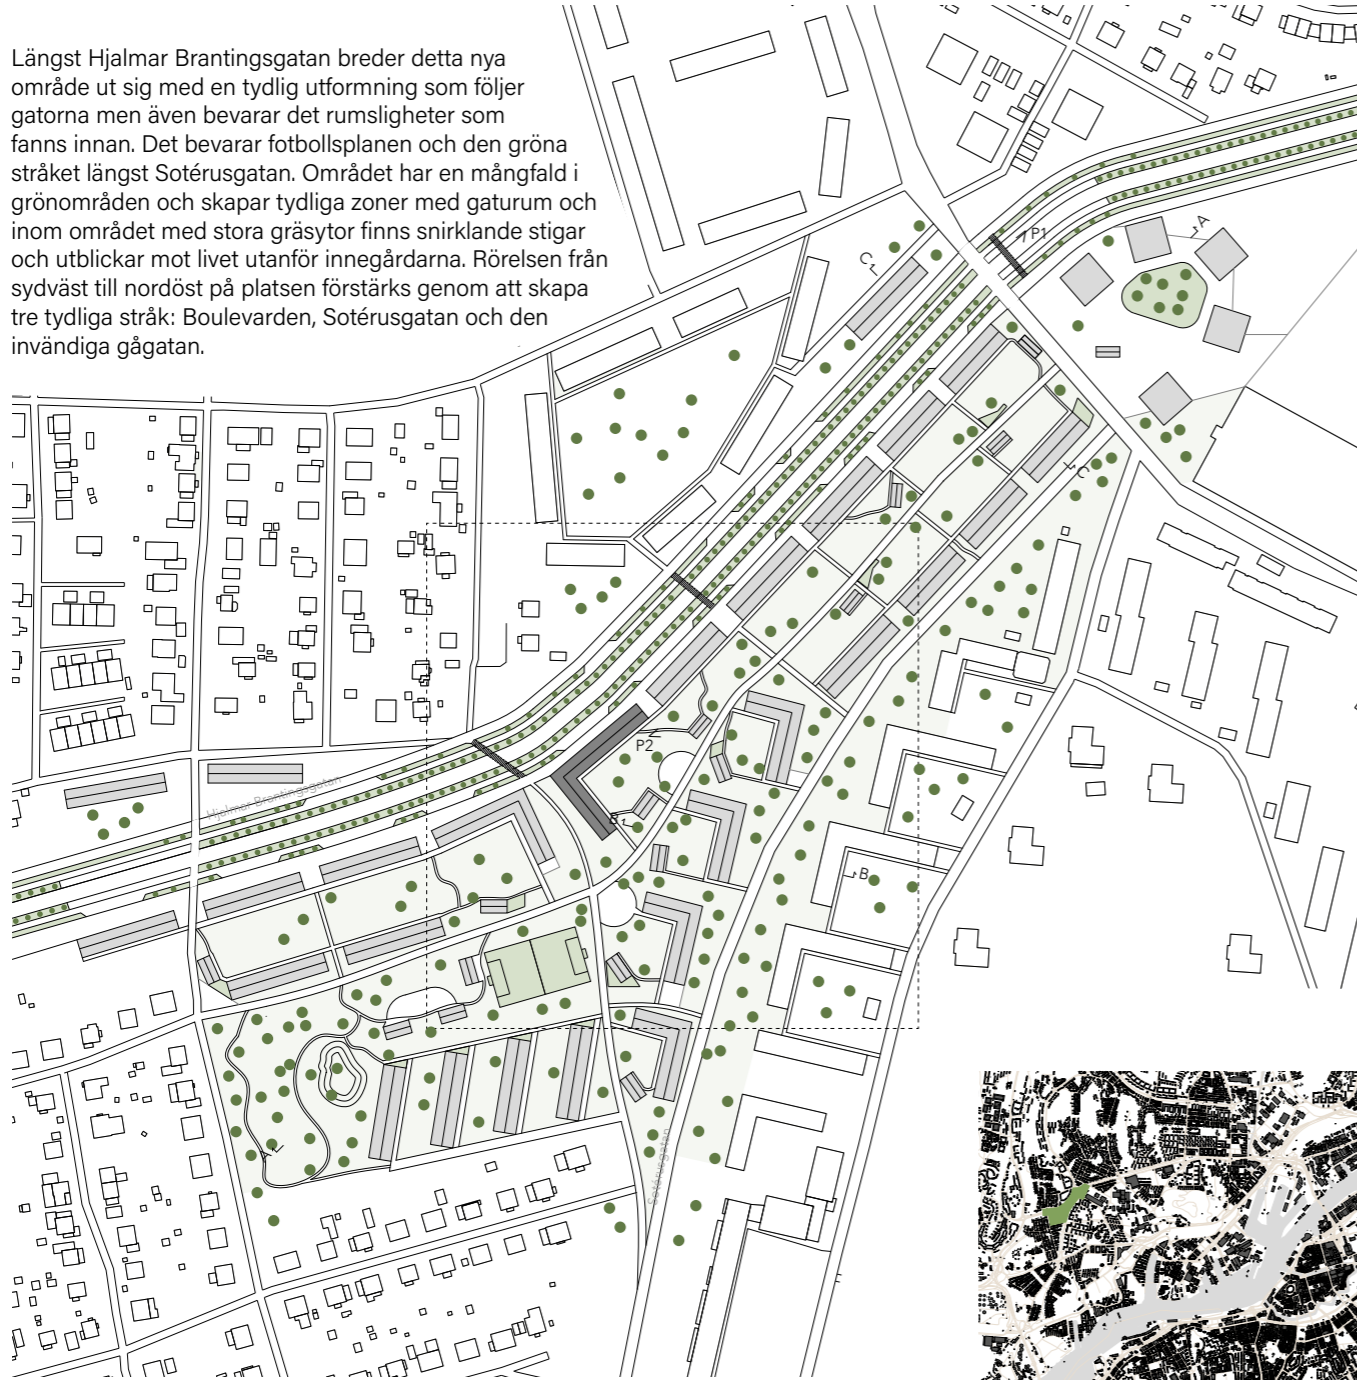 Längst Hjalmar Brantingsgatan breder detta nya
område ut sig med en tydlig utformning som följer
gatorna men även bevarar det rumsligheter som
fanns innan. Det bevarar fotbollsplanen och den gröna
stråket längst Sotérusgatan. Området har en mångfald i
grönområden och skapar tydliga zoner med gaturum och
inom området med stora gräsytor finns snirklande stigar
och utblickar mot livet utanför innegårdarna. Rörelsen från
sydväst till nordöst på platsen förstärks genom att skapa
tre tydliga stråk: Boulevarden, Sotérusgatan och den
invändiga gågatan.
A
P1
C
C
P2
Hjalmar Brantingsgatan
B
B
A
Sotérusgatan